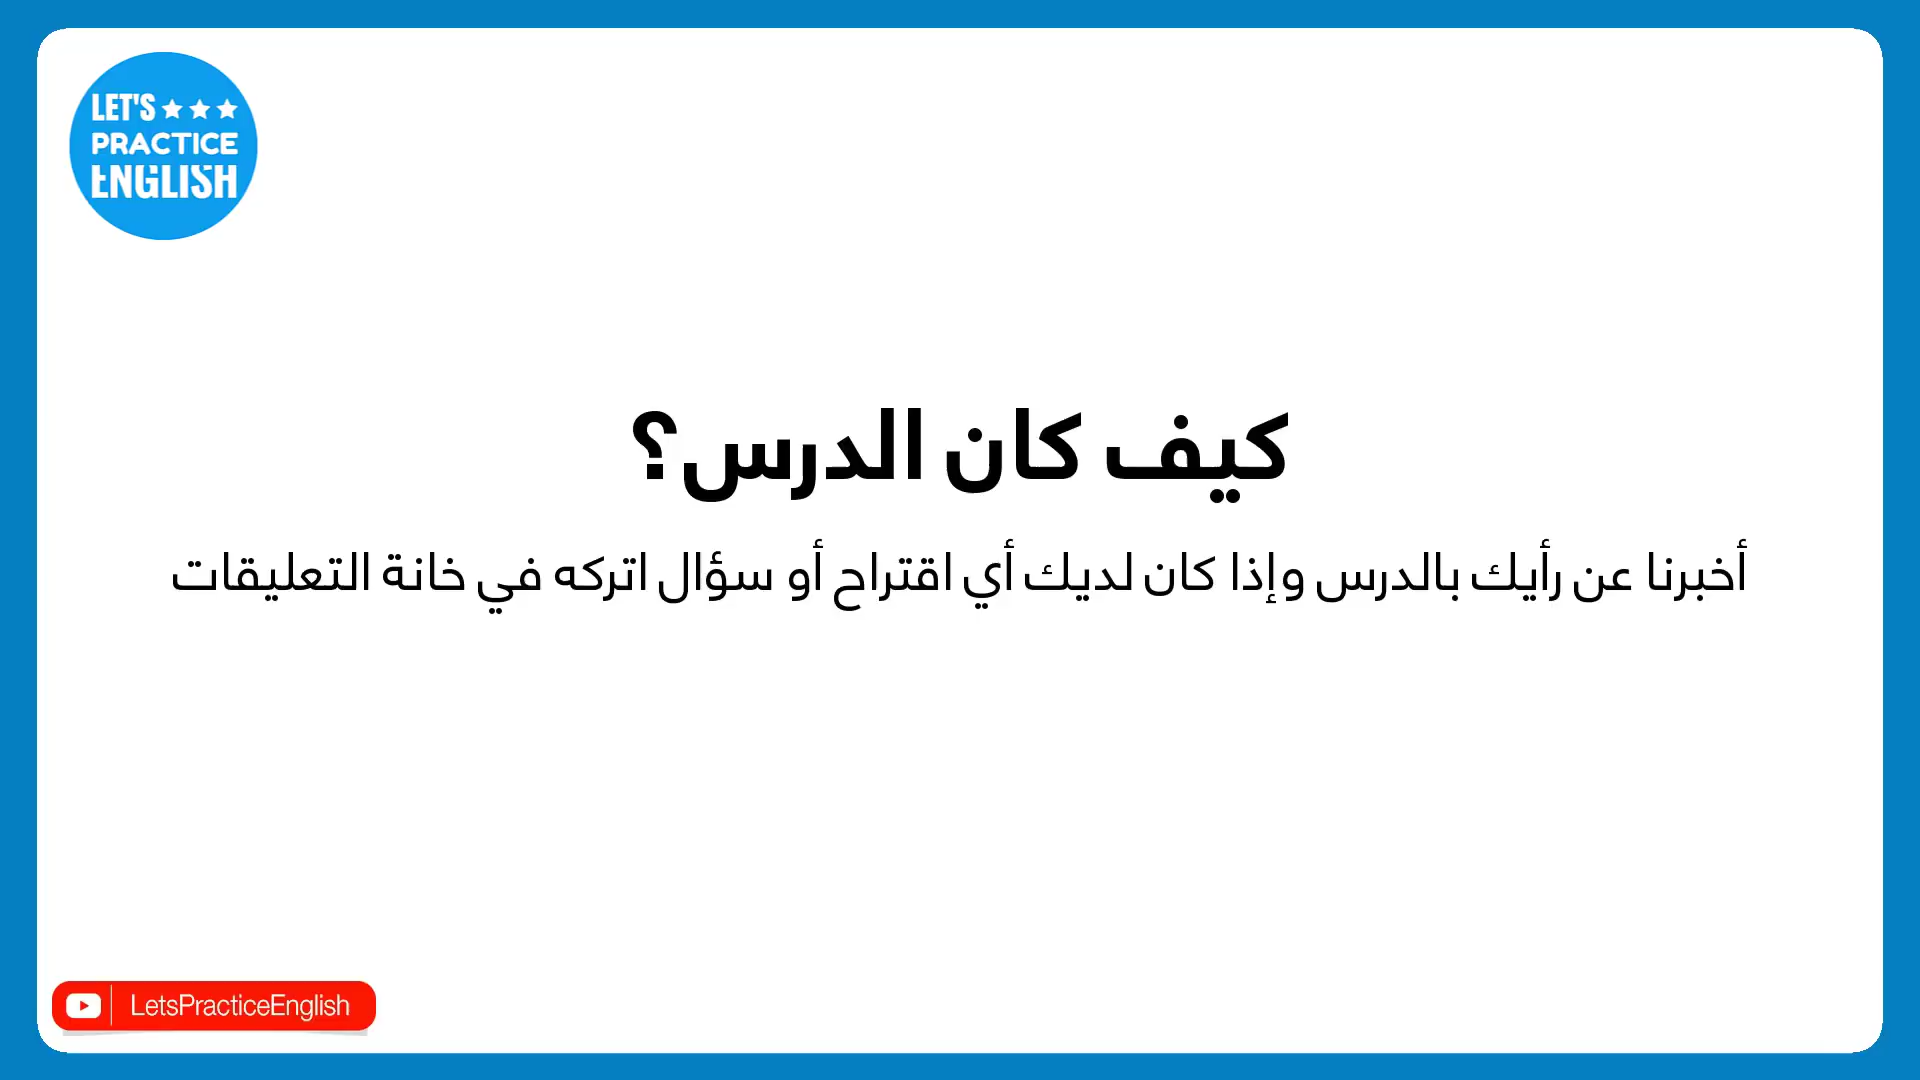 LET'S
PRACTICE
ENGLISH
كيف كان الدرس؟
أخبرنا عن رأيك بالدرس وإذا كان لديك أي اقتراح أو سؤال اتركه في خانة التعليقات
LetsPracticeEnglish